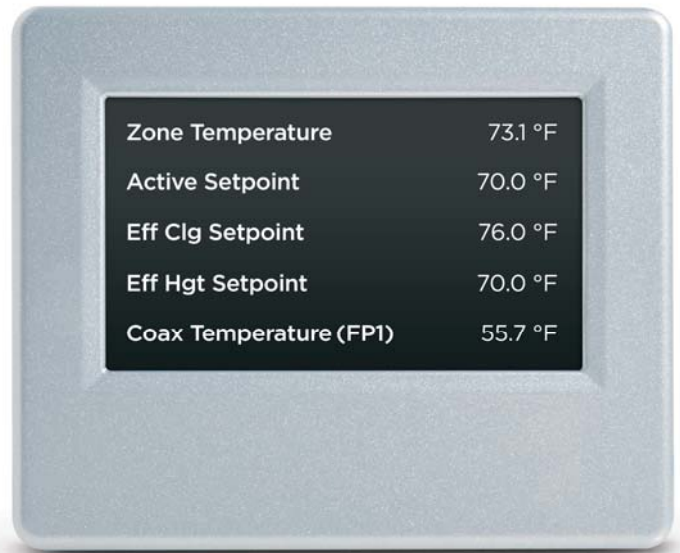 Zone Temperature 73.1 °F
Active Setpoint 70.0 °F
Eff Clg Setpoint 76.0 °F
Eff Hgt Setpoint 70.0 °F
Coax Temperature (FP1) 55.7 °F